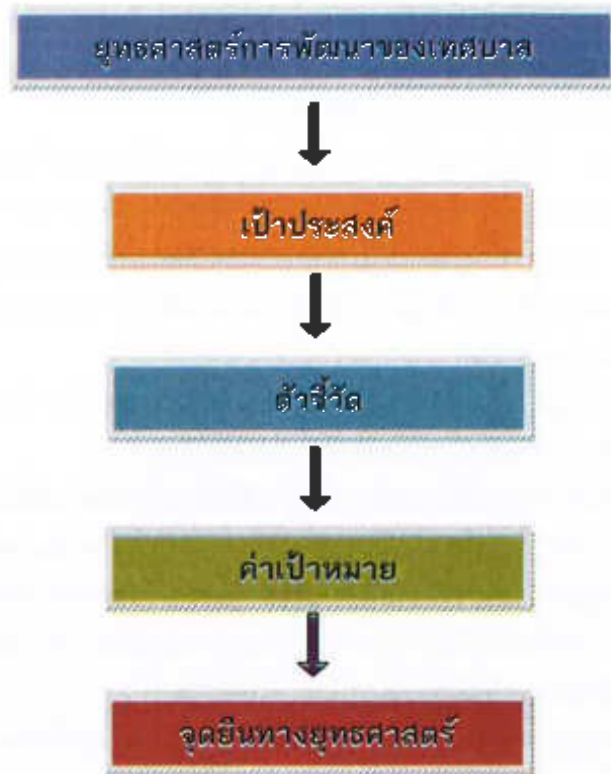 ยุทธศาสตร์การพัฒนาของเทศบาล
เป้าประสงค์
ตัวชี้วัด
ค่าเป้าหมาย
จุดยืนทางยุทธศาสตร์